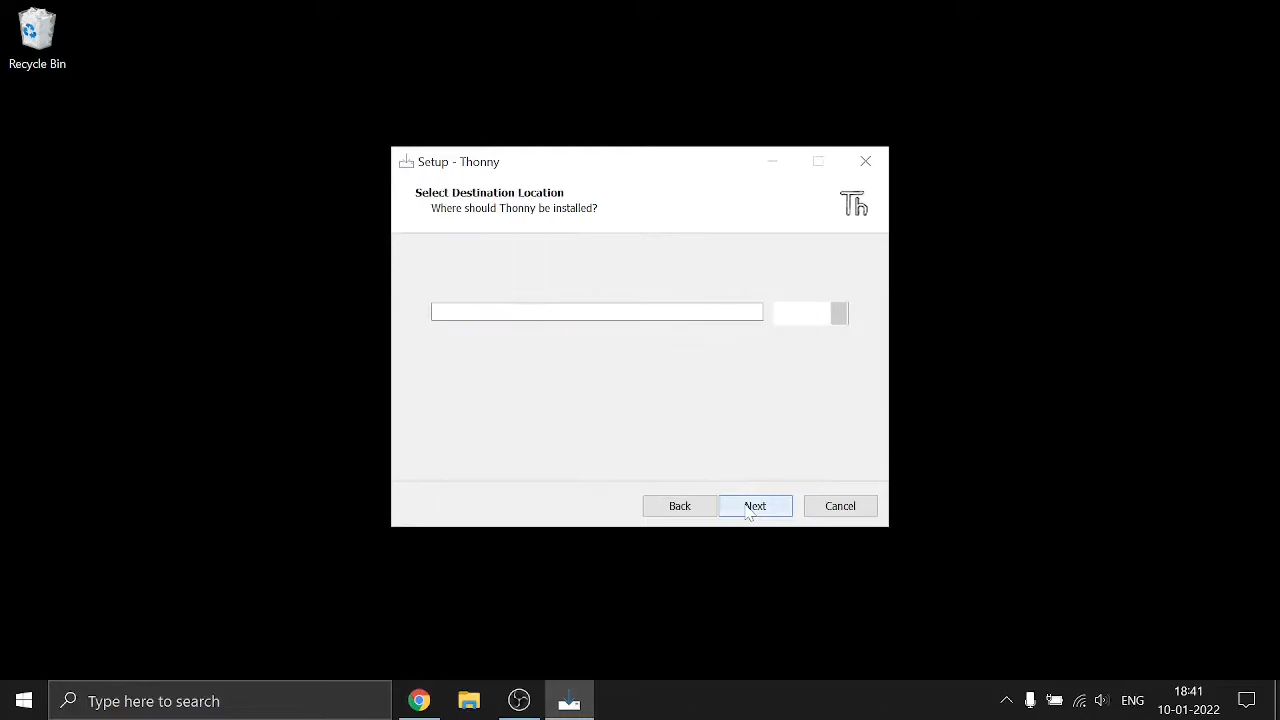 Recycle Bin
Setup - Thonny
Select Destination Location
Where should Thonny be installed?
Th
Back
Next
Cancel
Type here to search
ENG
18:41
10-01-2022